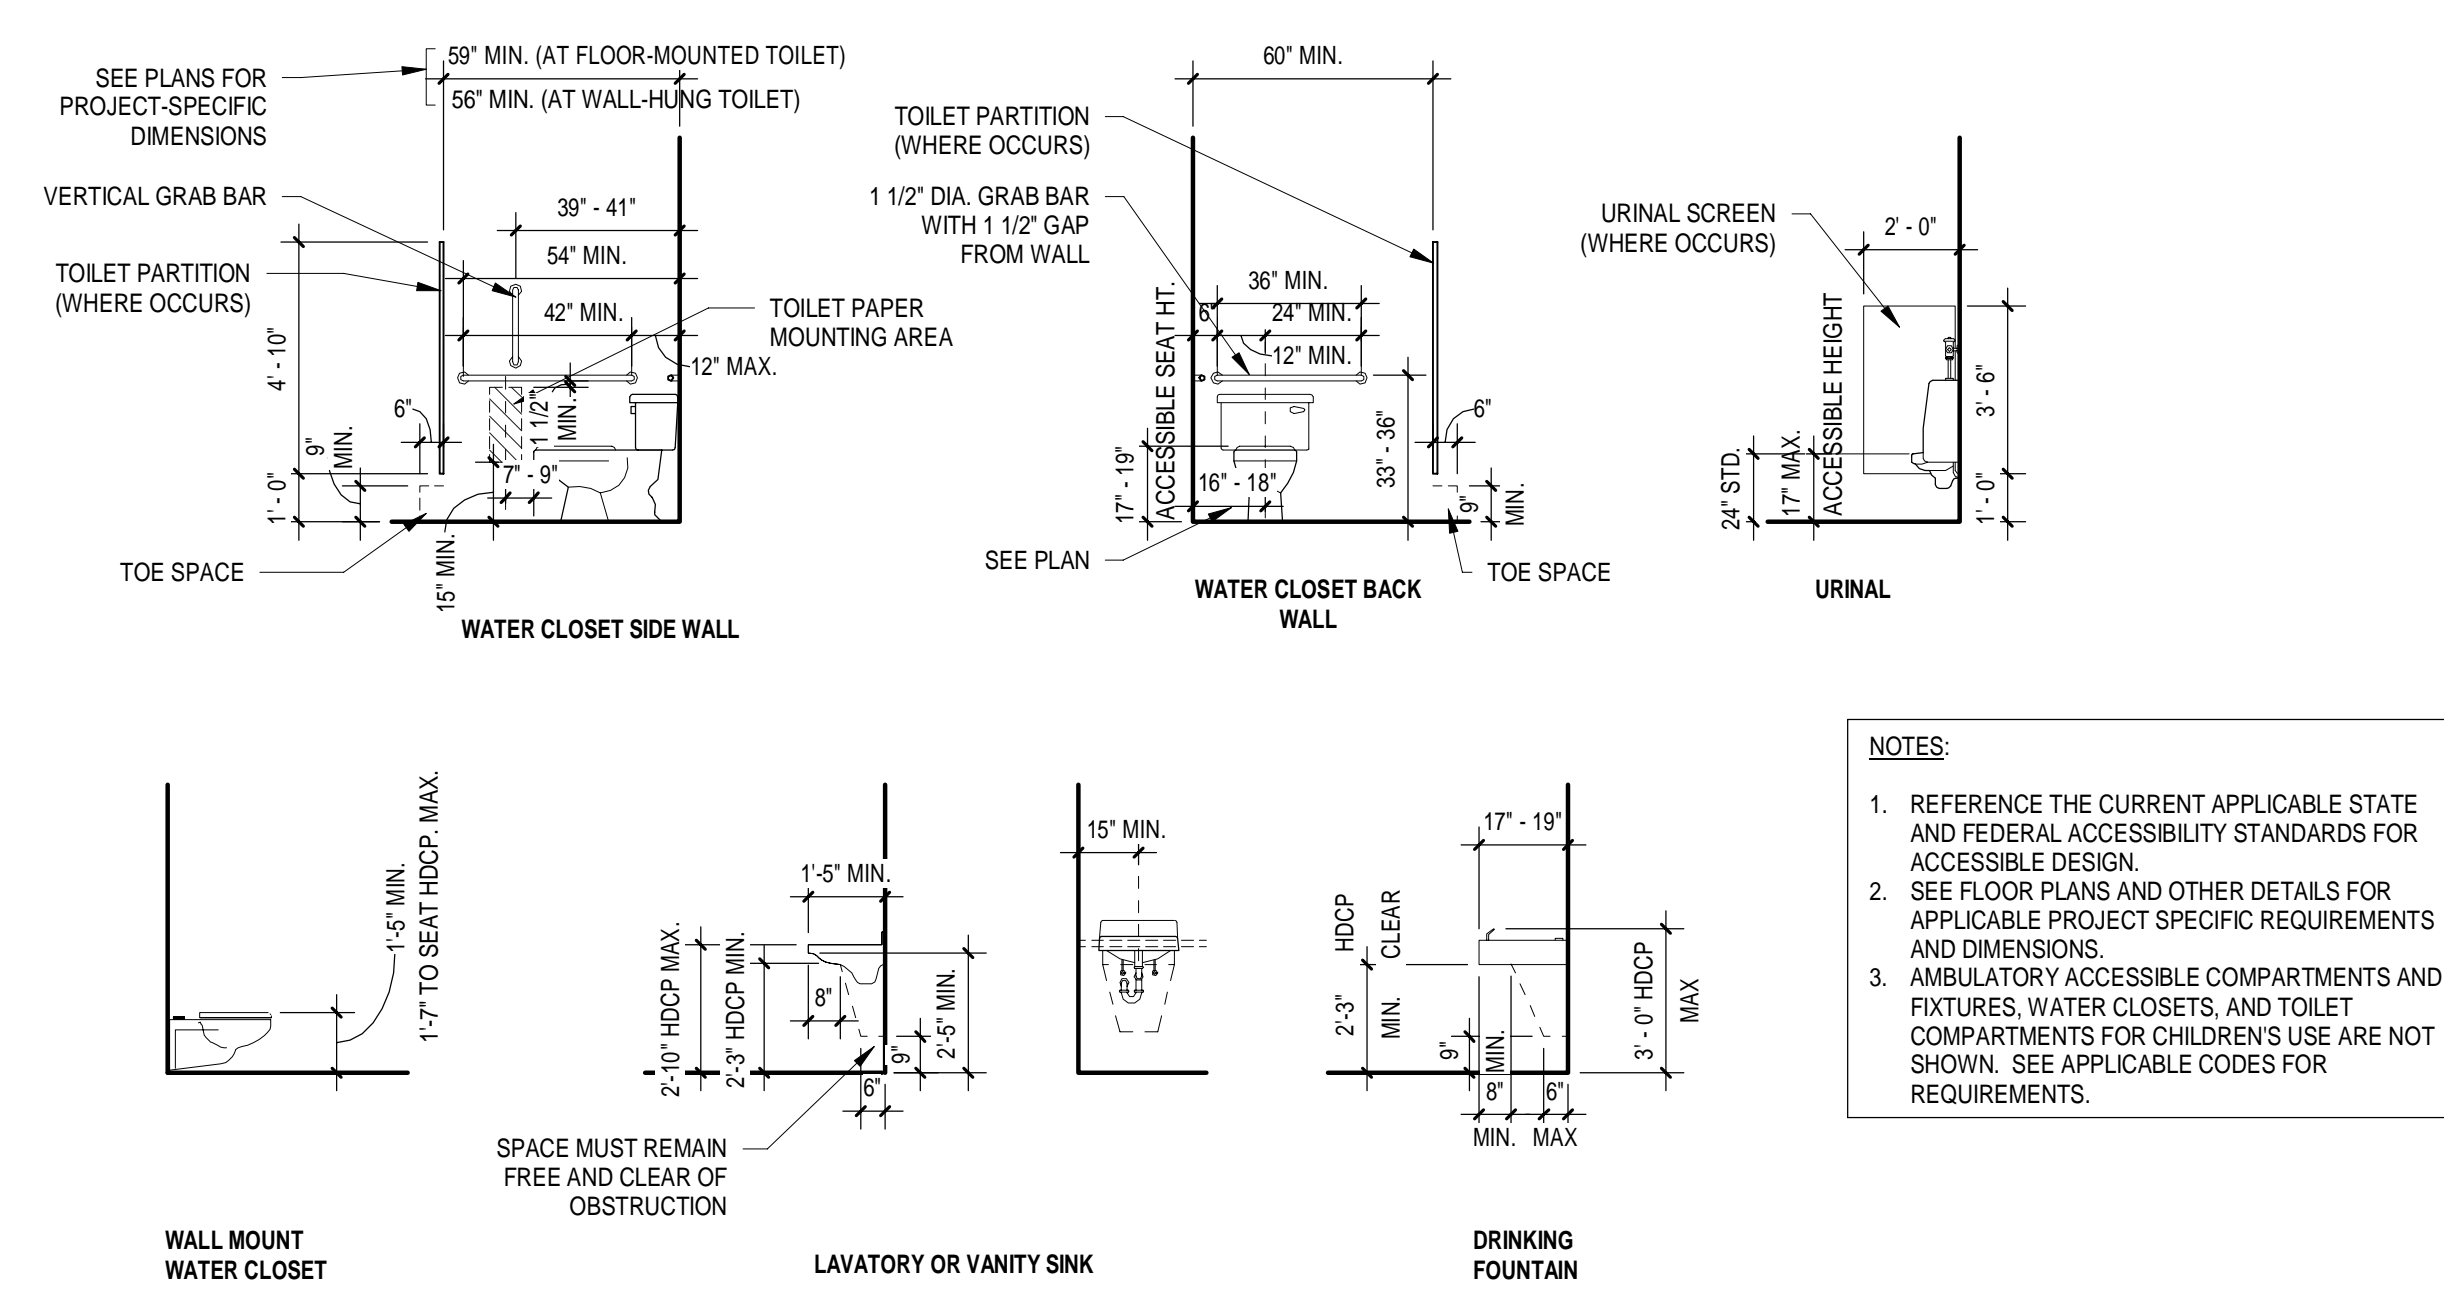 59" MIN. (AT FLOOR-MOUNTED TOILET)
56" MIN. (AT WALL-HUNG TOILET)
SEE PLANS FOR
PROJECT-SPECIFIC
DIMENSIONS
VERTICAL GRAB BAR
TOILET PARTITION
(WHERE OCCURS)
39" - 41"
54" MIN.
42" MIN.
TOILET PAPER
MOUNTING AREA
12" MAX.
4' - 10"
1' - 0"
9"
MIN.
6"
1 1/2"
MIN.
7" - 9"
15" MIN.
TOE SPACE
WATER CLOSET SIDE WALL
60" MIN.
TOILET PARTITION
(WHERE OCCURS)
1 1/2" DIA. GRAB BAR
WITH 1 1/2" GAP
FROM WALL
36" MIN.
6"
24" MIN.
12" MIN.
17" - 19"
ACCESSIBLE SEAT HT.
16" - 18"
33" - 36"
6"
9"
MIN.
SEE PLAN
TOE SPACE
WATER CLOSET BACK
WALL
URINAL SCREEN
(WHERE OCCURS)
2' - 0"
24" STD.
17" MAX.
ACCESSIBLE HEIGHT
3' - 6"
1' - 0"
URINAL
1'-5" MIN.
1'-7" TO SEAT HDCP. MAX.
WALL MOUNT
WATER CLOSET
1'-5" MIN.
2'-10" HDCP MAX.
2'-3" HDCP MIN.
8"
2'-5" MIN.
9"
6"
SPACE MUST REMAIN
FREE AND CLEAR OF
OBSTRUCTION
15" MIN.
LAVATORY OR VANITY SINK
17" - 19"
2'-3" HDCP
MIN. CLEAR
9"
MIN.
3' - 0" HDCP
MAX
8"
MIN.
6"
MAX
DRINKING
FOUNTAIN
NOTES:
1. REFERENCE THE CURRENT APPLICABLE STATE
AND FEDERAL ACCESSIBILITY STANDARDS FOR
ACCESSIBLE DESIGN.
2. SEE FLOOR PLANS AND OTHER DETAILS FOR
APPLICABLE PROJECT SPECIFIC REQUIREMENTS
AND DIMENSIONS.
3. AMBULATORY ACCESSIBLE COMPARTMENTS AND
FIXTURES, WATER CLOSETS, AND TOILET
COMPARTMENTS FOR CHILDREN'S USE ARE NOT
SHOWN. SEE APPLICABLE CODES FOR
REQUIREMENTS.